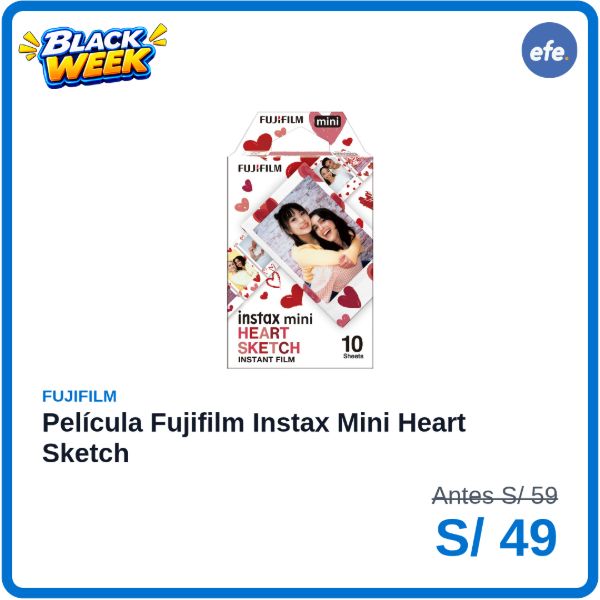 BLACK
WEEK
efe.
FUJIFILM
mini
FUJIFILM
instax mini
HEART
SKETCH
INSTANT FILM
10
Sheets
FUJIFILM
Película Fujifilm Instax Mini Heart
Sketch
Antes S/ 59
S/ 49